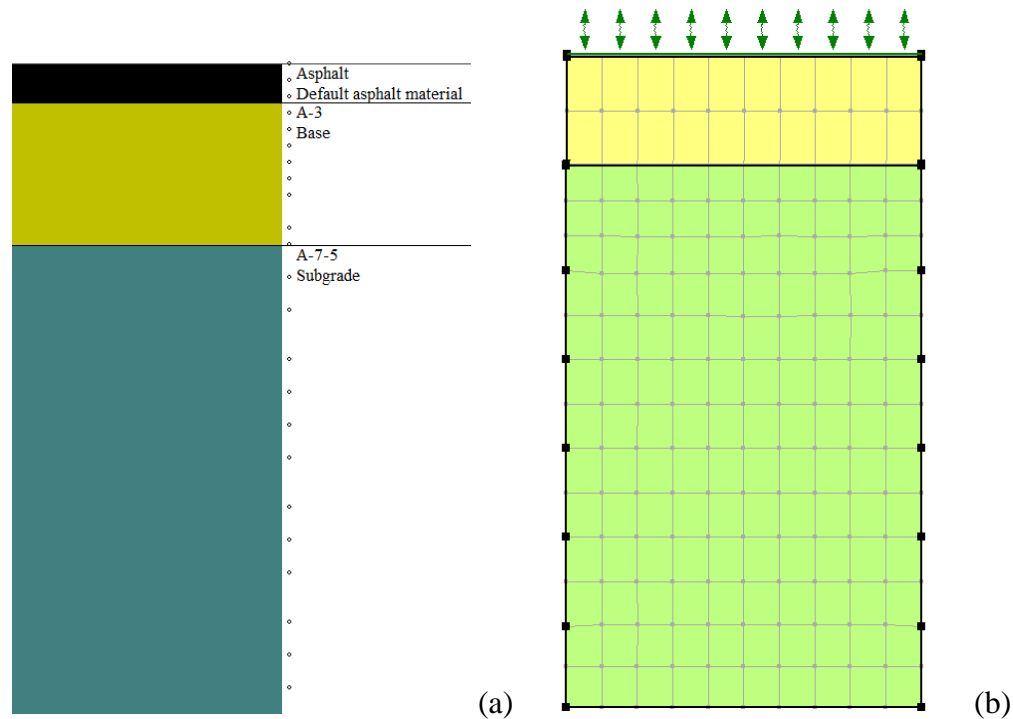 Asphalt
Default asphalt material
A-3
Base
A-7-5
Subgrade
(a)
(b)